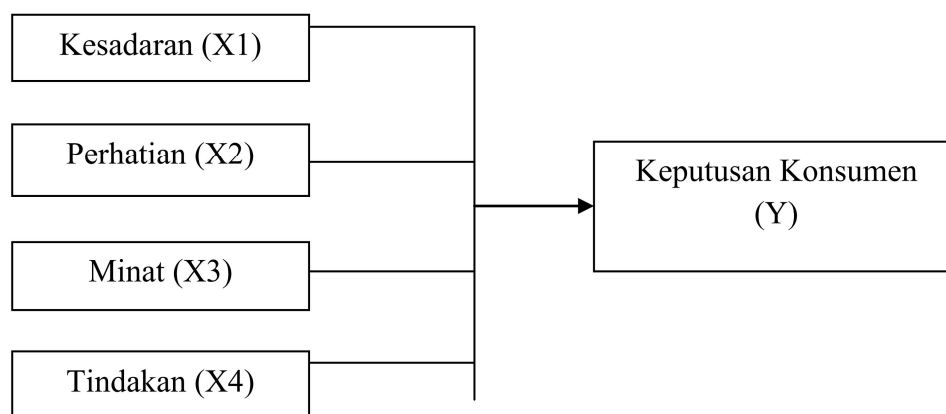 Kesadaran (X1)
Perhatian (X2)
Minat (X3)
Tindakan (X4)
Keputusan Konsumen
(Y)